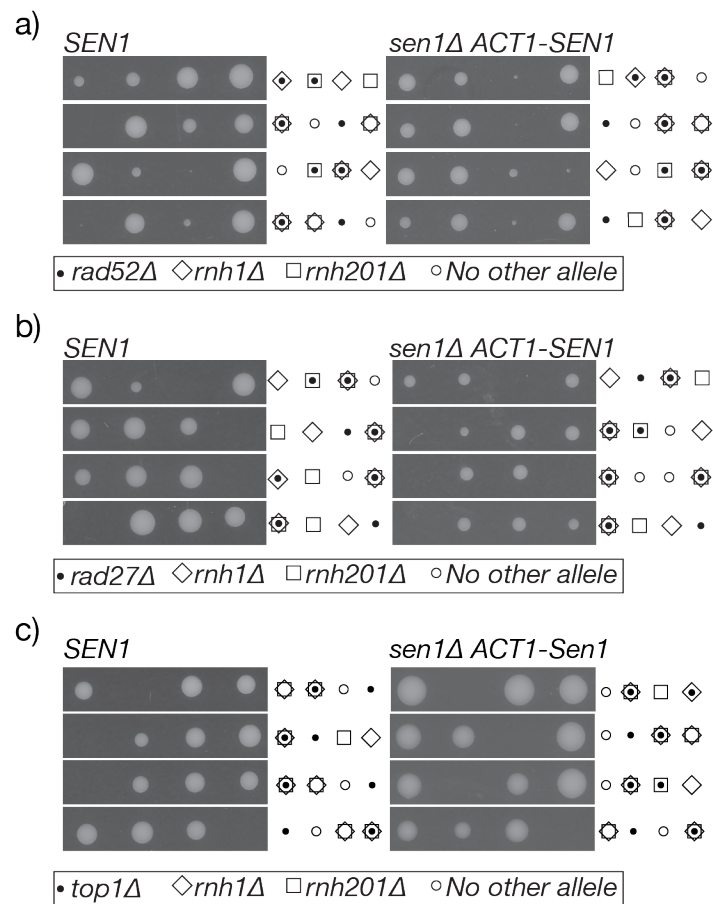 a)
SEN1 sen1Δ ACT1-SEN1
rad52Δ rnh1Δ rnh201Δ No other allele
b)
SEN1 sen1Δ ACT1-SEN1
rad27Δ rnh1Δ rnh201Δ No other allele
c)
SEN1 sen1Δ ACT1-Sen1
top1Δ rnh1Δ rnh201Δ No other allele